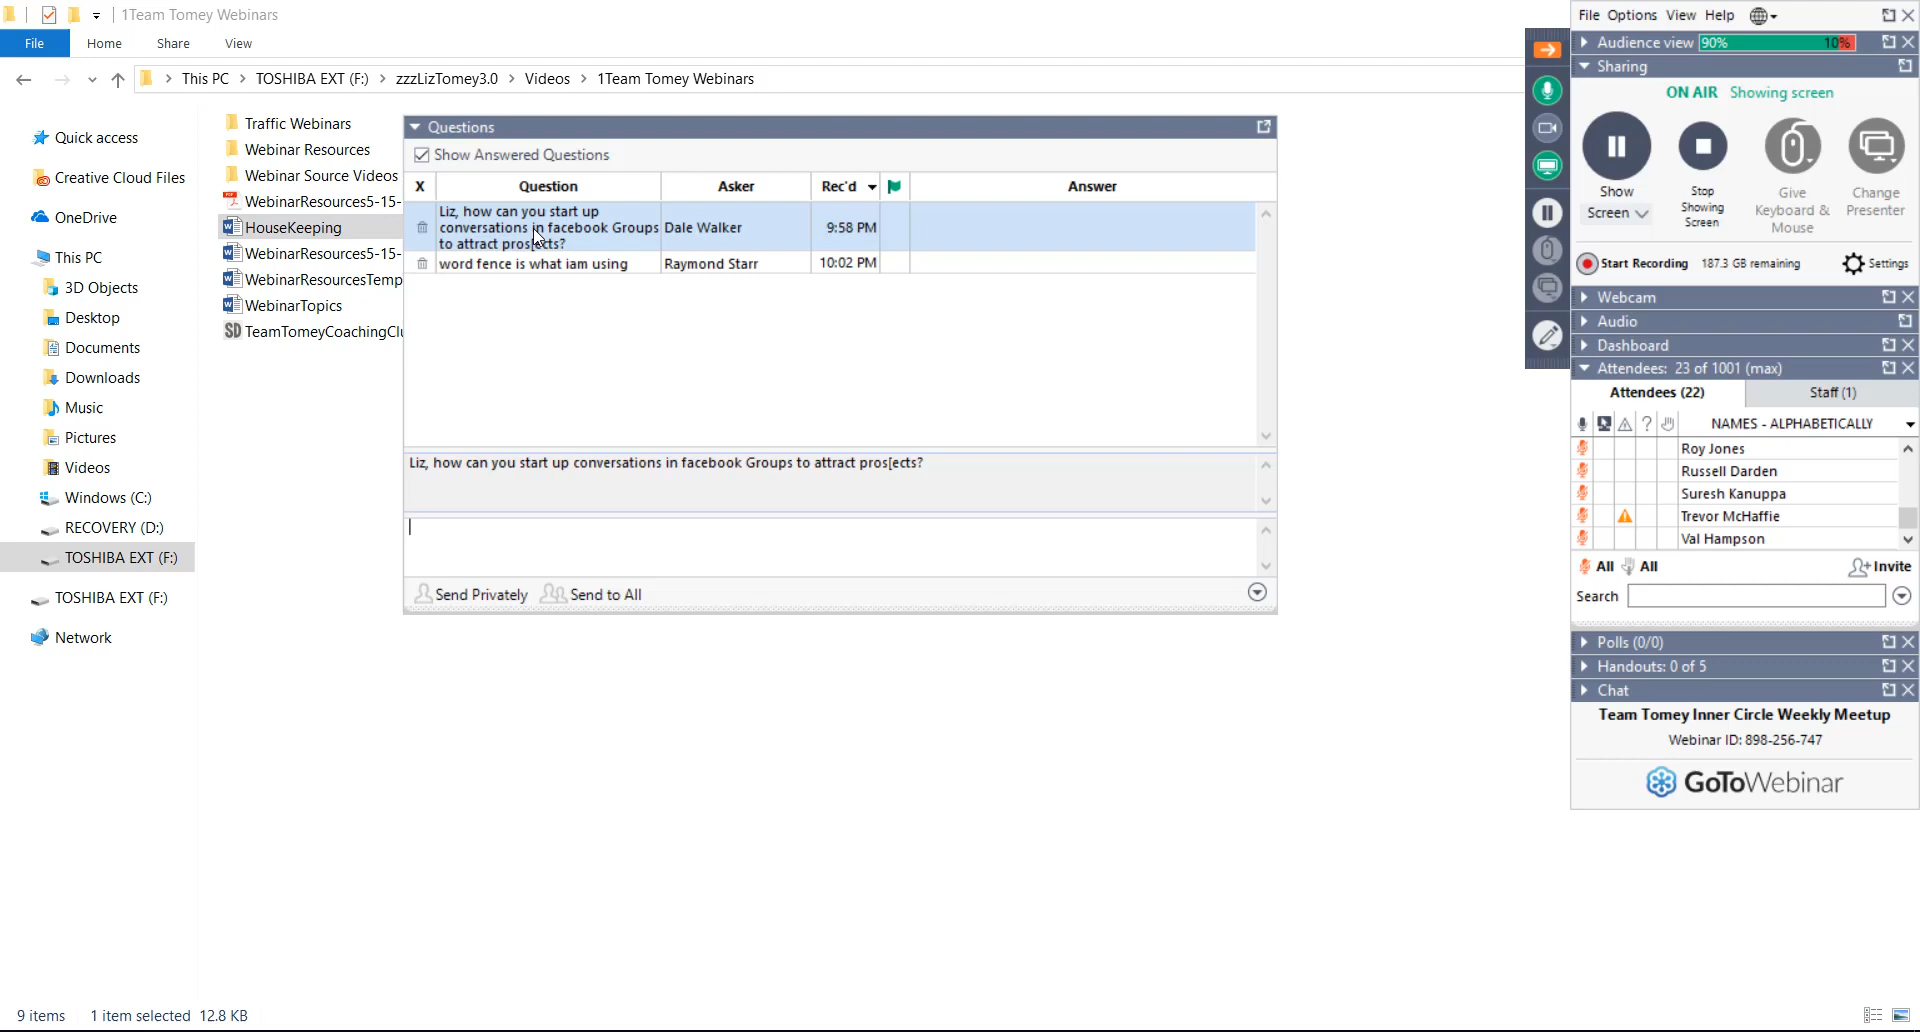 1Team Tomey Webinars
File Home Share View
This PC TOSHIBA EXT (F:) zzzLizTomey3.0 Videos 1Team Tomey Webinars
Quick access
Creative Cloud Files
OneDrive
This PC
3D Objects
Desktop
Documents
Downloads
Music
Pictures
Videos
Windows (C:)
RECOVERY (D:)
TOSHIBA EXT (F:)
TOSHIBA EXT (F:)
Network
Traffic Webinars
Webinar Resources
Webinar Source Videos
WebinarResources5-15-
HouseKeeping
WebinarResources5-15-
WebinarResourcesTemp
WebinarTopics
SD TeamTomeyCoachingClu
Questions
Show Answered Questions
X Question Asker Rec'd Answer
Liz, how can you start up
conversations in facebook Groups Dale Walker 9:58 PM
to attract pros[ects?
word fence is what iam using Raymond Starr 10:02 PM
Liz, how can you start up conversations in facebook Groups to attract pros[ects?
Send Privately Send to All
File Options View Help
Audience view 90% 10%
Sharing
ON AIR Showing screen
Show
Screen
Stop
Showing
Screen
Give
Keyboard &
Mouse
Change
Presenter
Start Recording 187.3 GB remaining Settings
Webcam
Audio
Dashboard
Attendees: 23 of 1001 (max)
Attendees (22) Staff (1)
? NAMES - ALPHABETICALLY
Roy Jones
Russell Darden
Suresh Kanuppa
Trevor McHaffie
Val Hampson
All All Invite
Search
Polls (0/0)
Handouts: 0 of 5
Chat
Team Tomey Inner Circle Weekly Meetup
Webinar ID: 898-256-747
GoToWebinar
9 items 1 item selected 12.8 KB